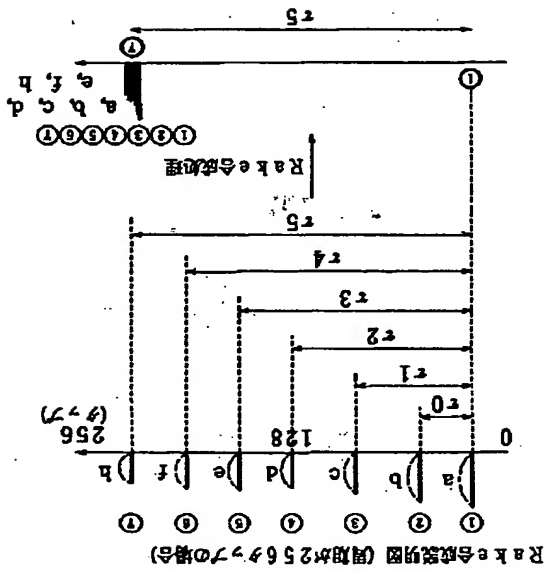 Rake合成説明図 (周期が256タップの場合)
① ② ③ ④ ⑤ ⑥ ⑦
a b c d e f h
0 128 256
(タップ)
τ0
τ1
τ2
τ3
τ4
τ5
Rake合成処理
①②③④⑤⑥⑦
a, b, c, d,
e, f, h
① ⑦
τ5